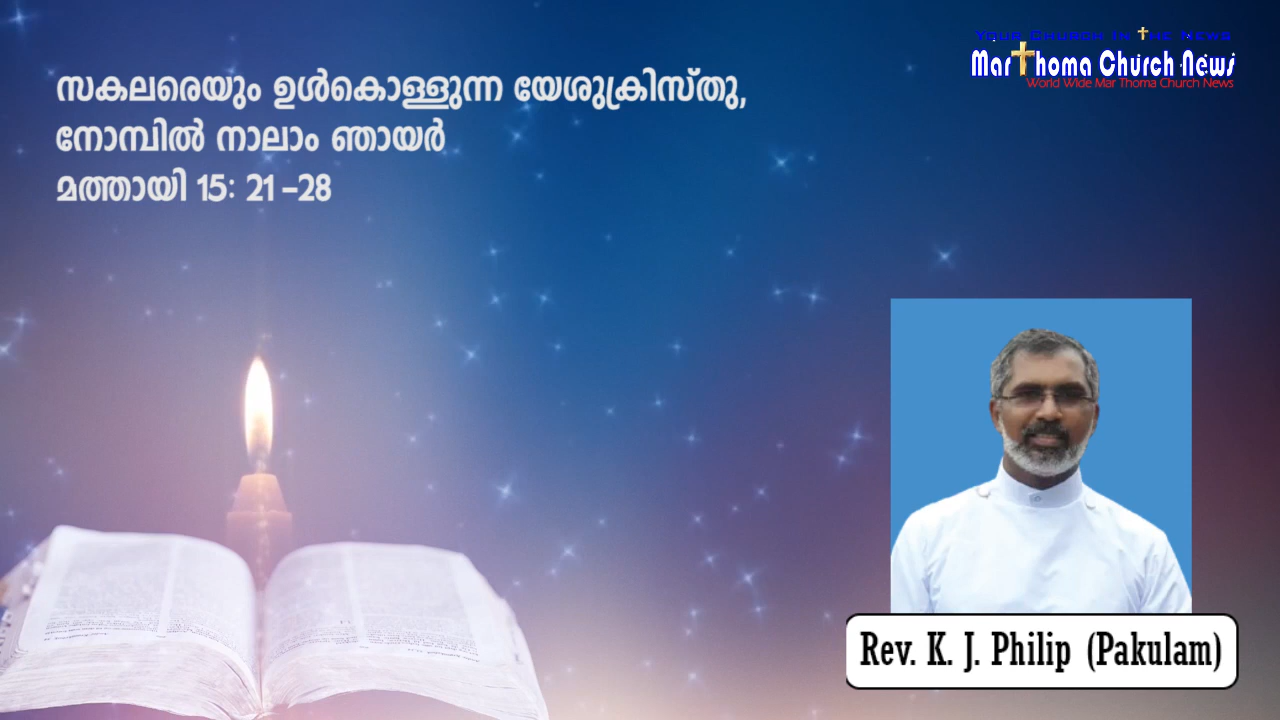 സകലരെയും ഉൾകൊള്ളുന്ന യേശുക്രിസ്തു,
നോമ്പിൽ നാലാം ഞായർ
മത്തായി 15: 21 -28
YOUR CHURCH IN THE NEWS
Mar Thoma Church News
World Wide Mar Thoma Church News
Rev. K. J. Philip (Pakulam)